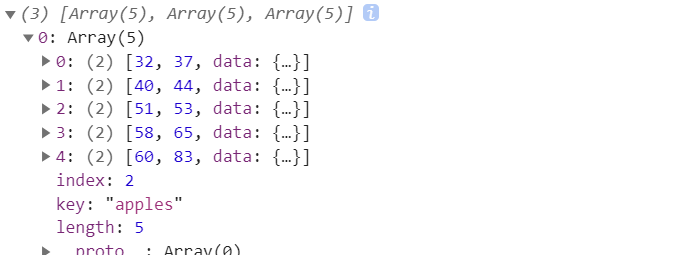 (3) [Array(5), Array(5), Array(5)] i
0: Array(5)
0: (2) [32, 37, data: {…}]
1: (2) [40, 44, data: {…}]
2: (2) [51, 53, data: {…}]
3: (2) [58, 65, data: {…}]
4: (2) [60, 83, data: {…}]
index: 2
key: "apples"
length: 5
__proto__: Array(0)